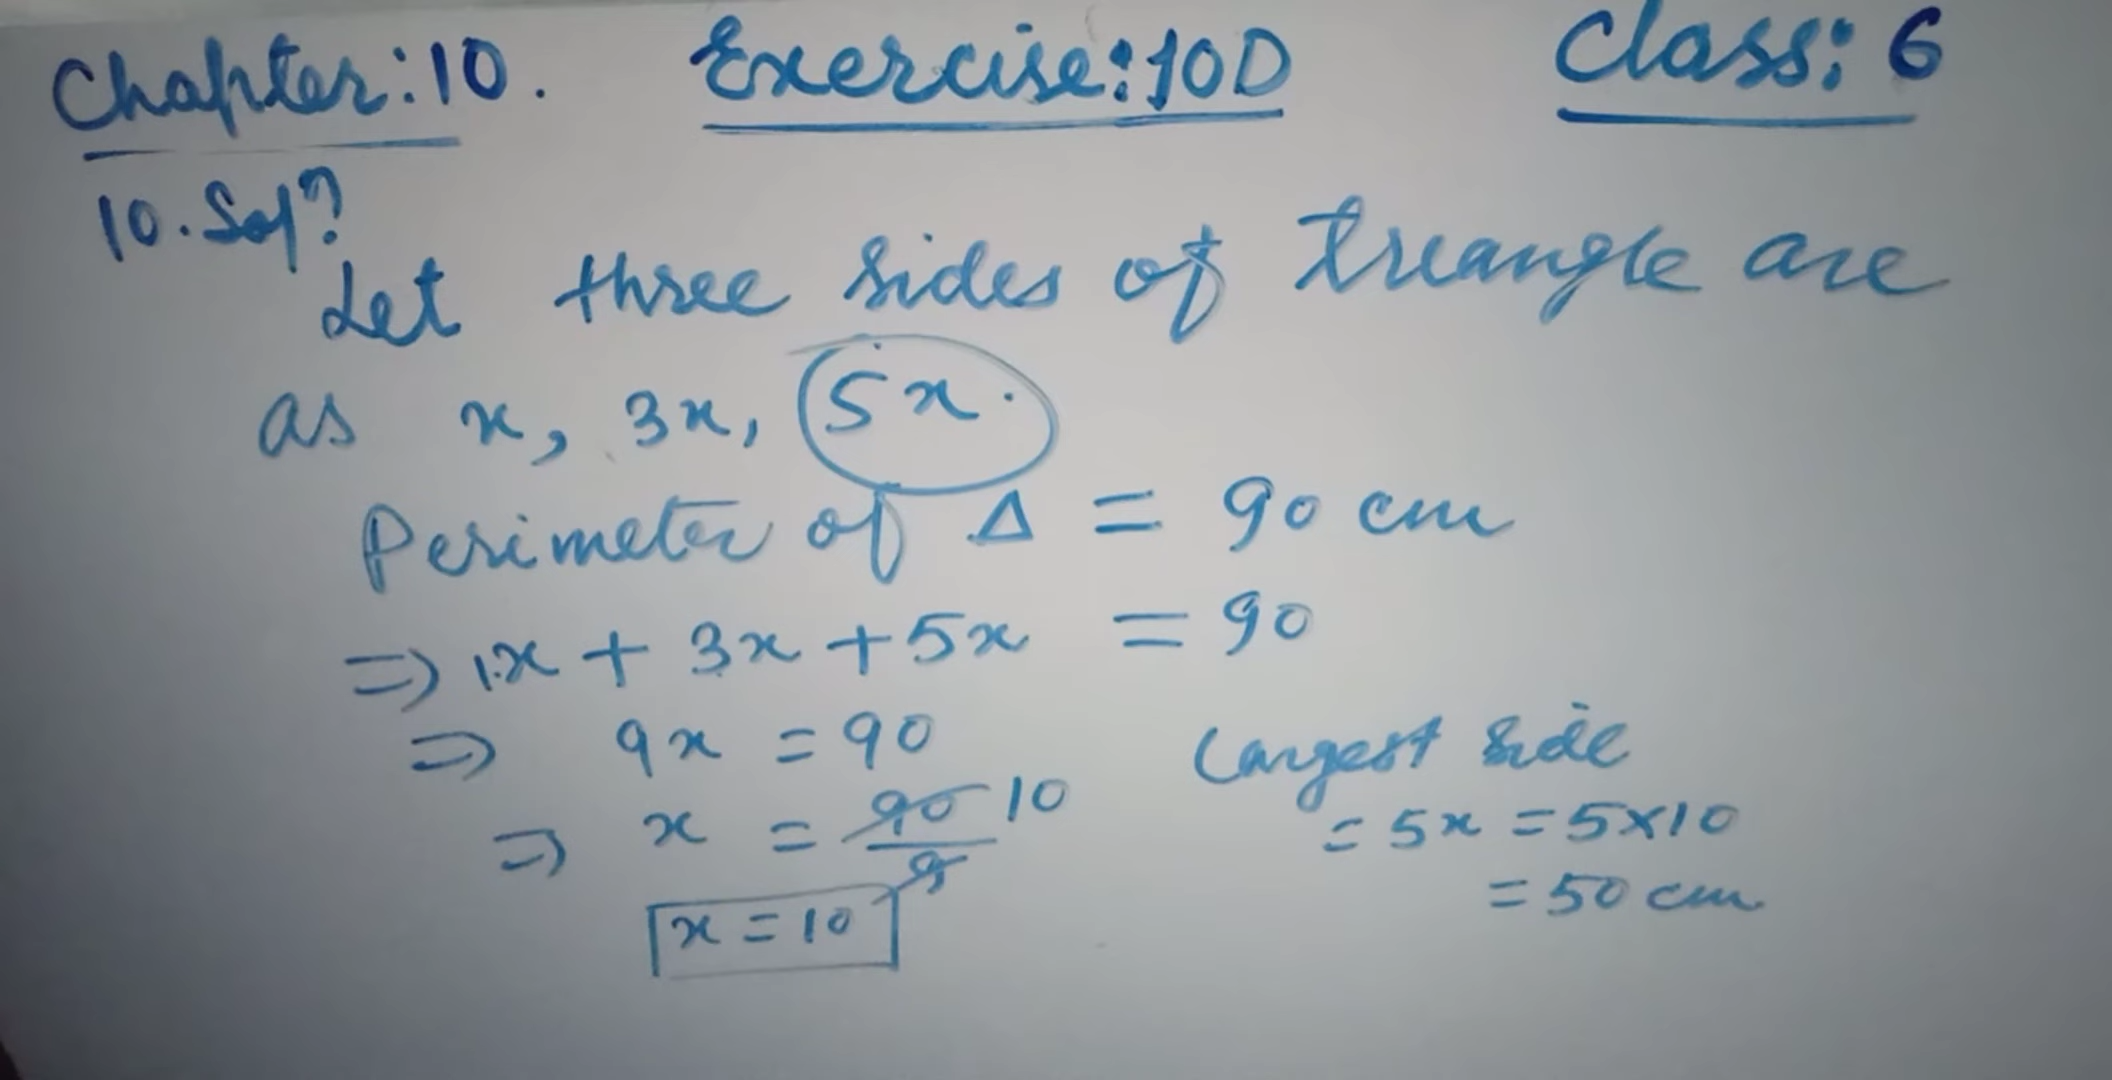 Chapter:10. Exercise:10D Class: 6
10. Solⁿ
Let three sides of triangle are
as x, 3x, 5x.
Perimeter of Δ = 90 cm
=> 1x + 3x + 5x = 90
=> 9x = 90
=> x = 90/9 10
x = 10
Largest side
= 5x = 5×10
= 50 cm